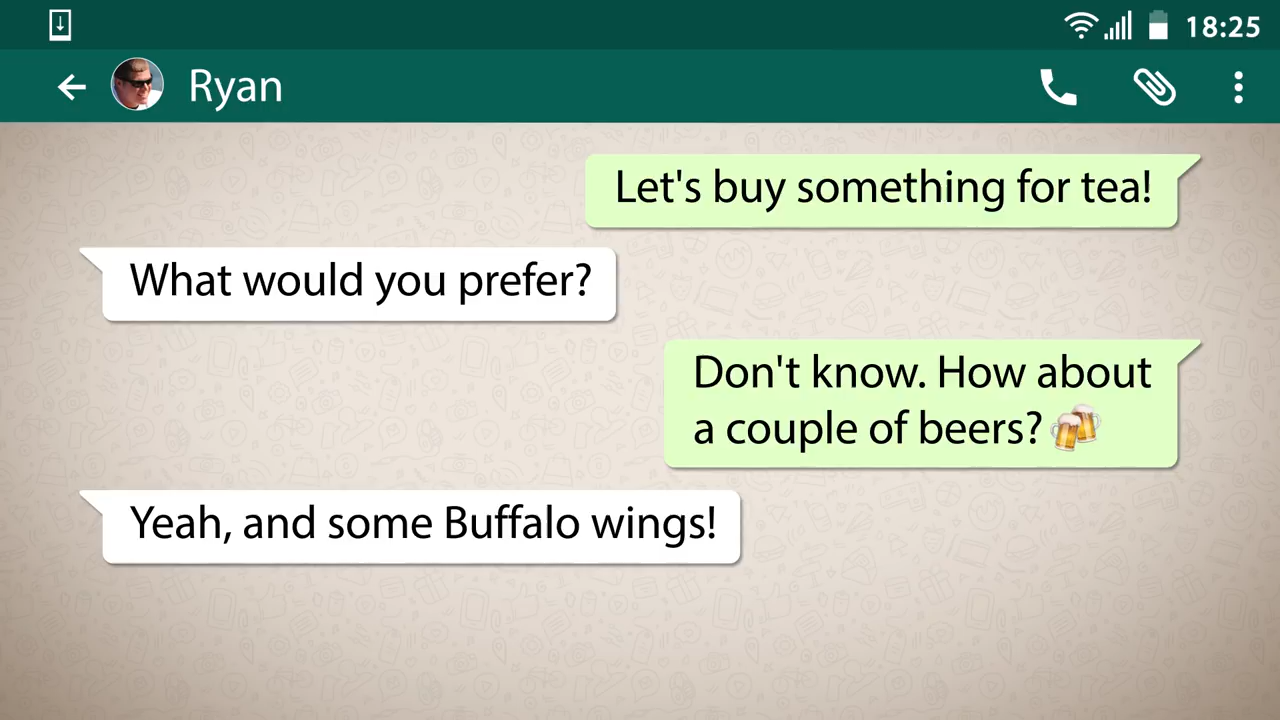 18:25
Ryan
Let's buy something for tea!
What would you prefer?
Don't know. How about
a couple of beers? 🍻
Yeah, and some Buffalo wings!